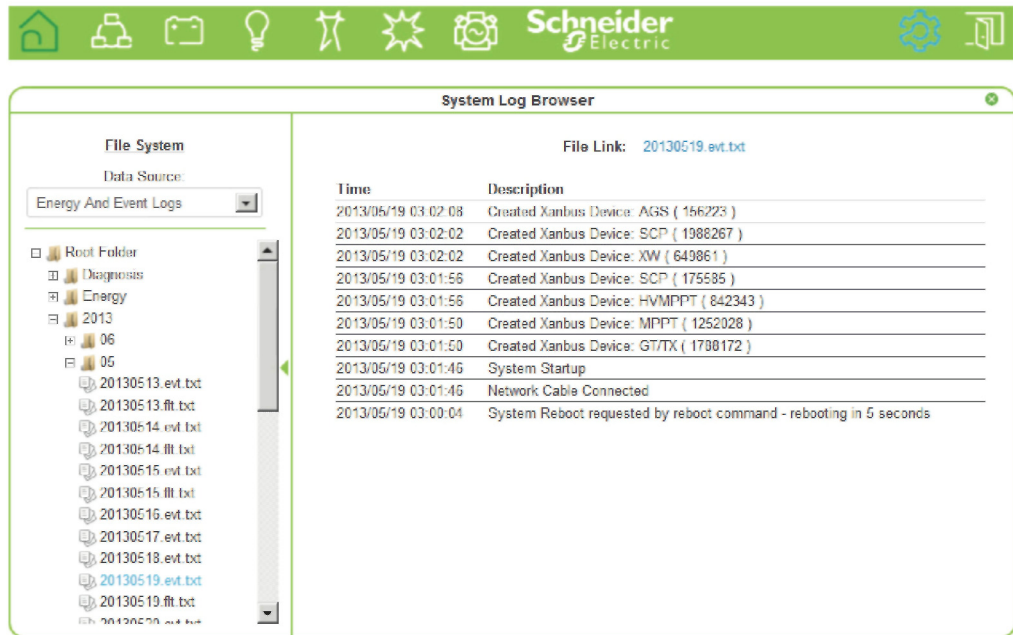 Schneider
Electric
System Log Browser
File System
Data Source:
Energy And Event Logs
Root Folder
Diagnosis
Energy
2013
06
05
20130513.evt.txt
20130513.flt.txt
20130514.evt.txt
20130514.flt.txt
20130515.evt.txt
20130515.flt.txt
20130516.evt.txt
20130517.evt.txt
20130518.evt.txt
20130519.evt.txt
20130519.flt.txt
20130520.evt.txt
File Link: 20130519.evt.txt
Time Description
2013/05/19 03:02:08 Created Xanbus Device: AGS ( 156223 )
2013/05/19 03:02:02 Created Xanbus Device: SCP ( 1988267 )
2013/05/19 03:02:02 Created Xanbus Device: XW ( 649861 )
2013/05/19 03:01:56 Created Xanbus Device: SCP ( 175585 )
2013/05/19 03:01:56 Created Xanbus Device: HVMPPT ( 842343 )
2013/05/19 03:01:50 Created Xanbus Device: MPPT ( 1252028 )
2013/05/19 03:01:50 Created Xanbus Device: GT/TX ( 1788172 )
2013/05/19 03:01:46 System Startup
2013/05/19 03:01:46 Network Cable Connected
2013/05/19 03:00:04 System Reboot requested by reboot command - rebooting in 5 seconds